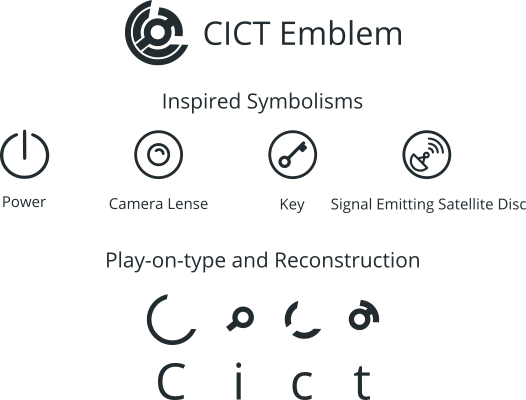 CICT Emblem
Inspired Symbolisms
Power Camera Lense Key Signal Emitting Satellite Disc
Play-on-type and Reconstruction
C i c t